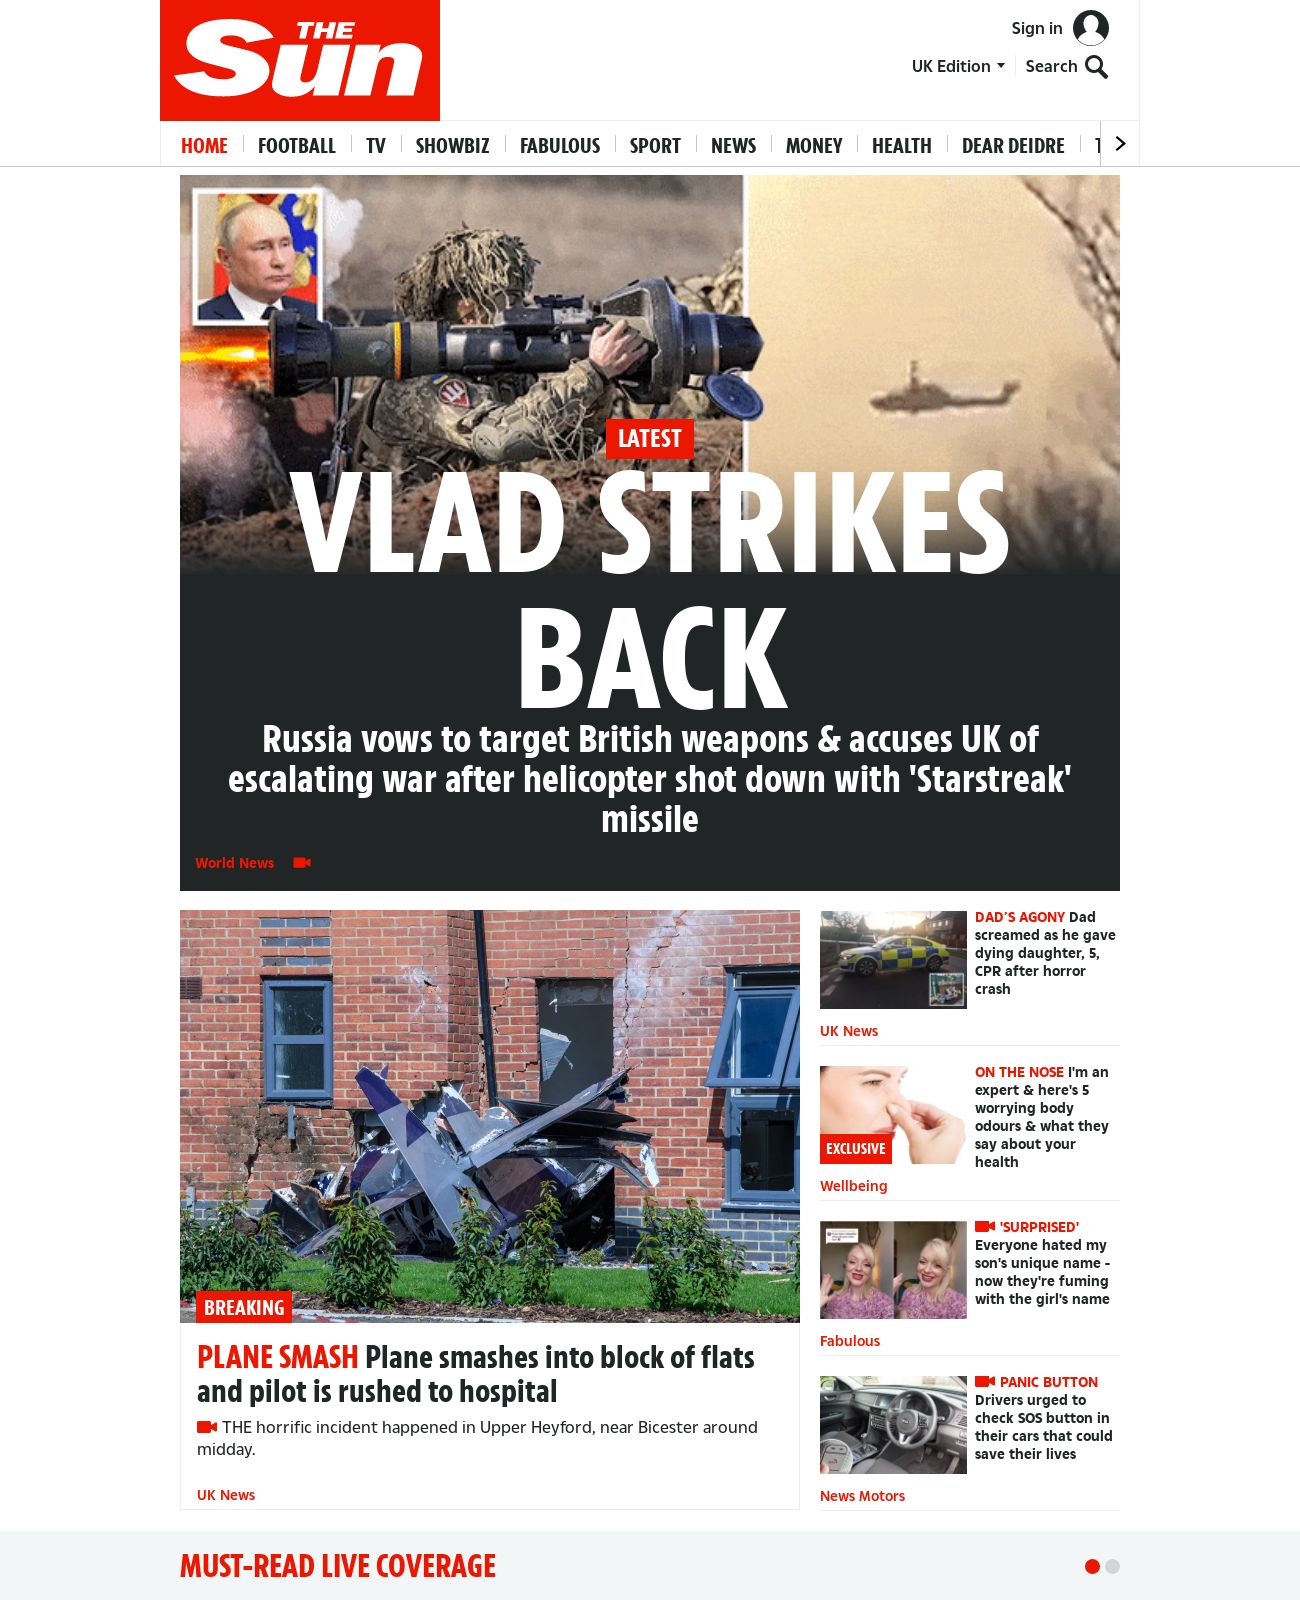 THE
Sun
Sign in
UK Edition
Search
HOME
FOOTBALL
TV
SHOWBIZ
FABULOUS
SPORT
NEWS
MONEY
HEALTH
DEAR DEIDRE
LATEST
VLAD STRIKES
BACK
Russia vows to target British weapons & accuses UK of
escalating war after helicopter shot down with 'Starstreak'
missile
World News
BREAKING
PLANE SMASH Plane smashes into block of flats
and pilot is rushed to hospital
THE horrific incident happened in Upper Heyford, near Bicester around
midday.
UK News
DAD'S AGONY Dad
screamed as he gave
dying daughter, 5,
CPR after horror
crash
UK News
EXCLUSIVE
ON THE NOSE I'm an
expert & here's 5
worrying body
odours & what they
say about your
health
Wellbeing
'SURPRISED'
Everyone hated my
son's unique name -
now they're fuming
with the girl's name
Fabulous
PANIC BUTTON
Drivers urged to
check SOS button in
their cars that could
save their lives
News Motors
MUST-READ LIVE COVERAGE